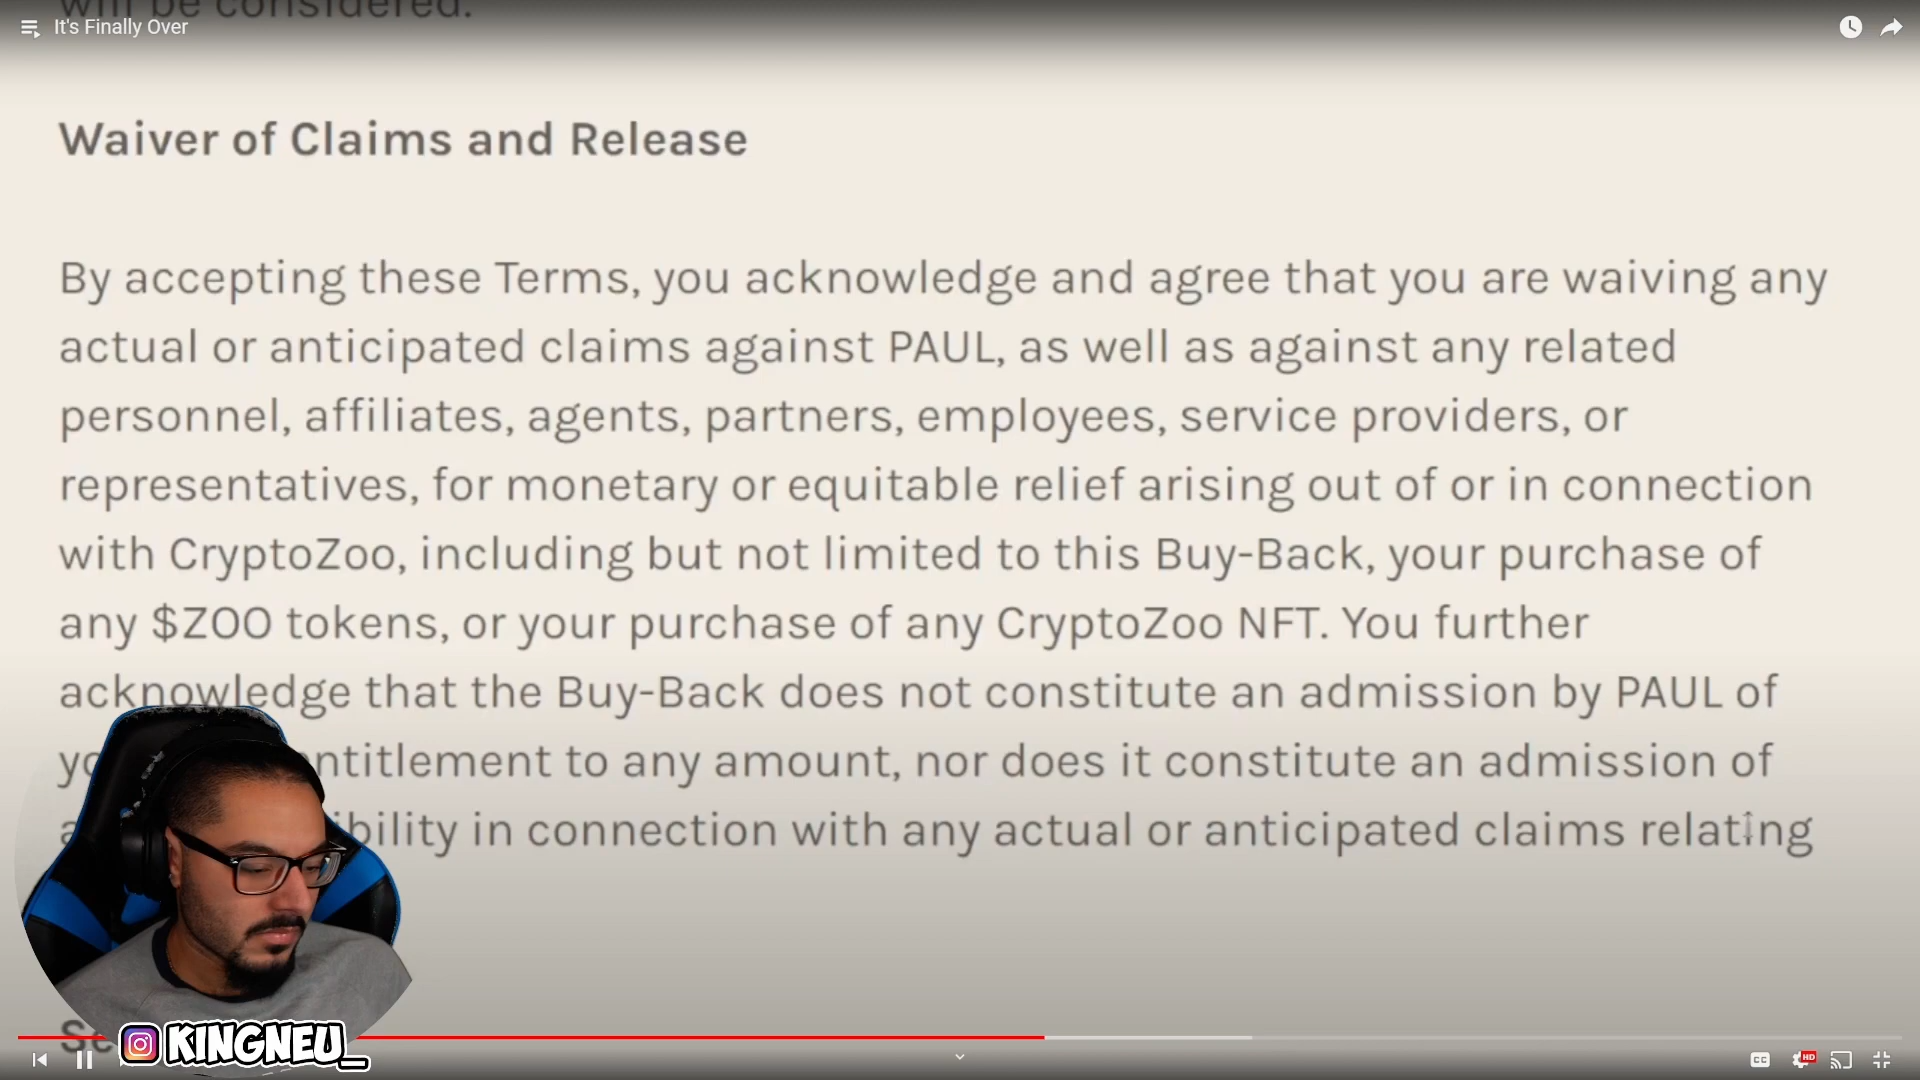 will be considered.
It's Finally Over
Waiver of Claims and Release
By accepting these Terms, you acknowledge and agree that you are waiving any
actual or anticipated claims against PAUL, as well as against any related
personnel, affiliates, agents, partners, employees, service providers, or
representatives, for monetary or equitable relief arising out of or in connection
with CryptoZoo, including but not limited to this Buy-Back, your purchase of
any $ZOO tokens, or your purchase of any CryptoZoo NFT. You further
acknowledge that the Buy-Back does not constitute an admission by PAUL of
to any amount, nor does it constitute an admission of
in connection with any actual or anticipated claims relating
KINGNEU_
CC
HD